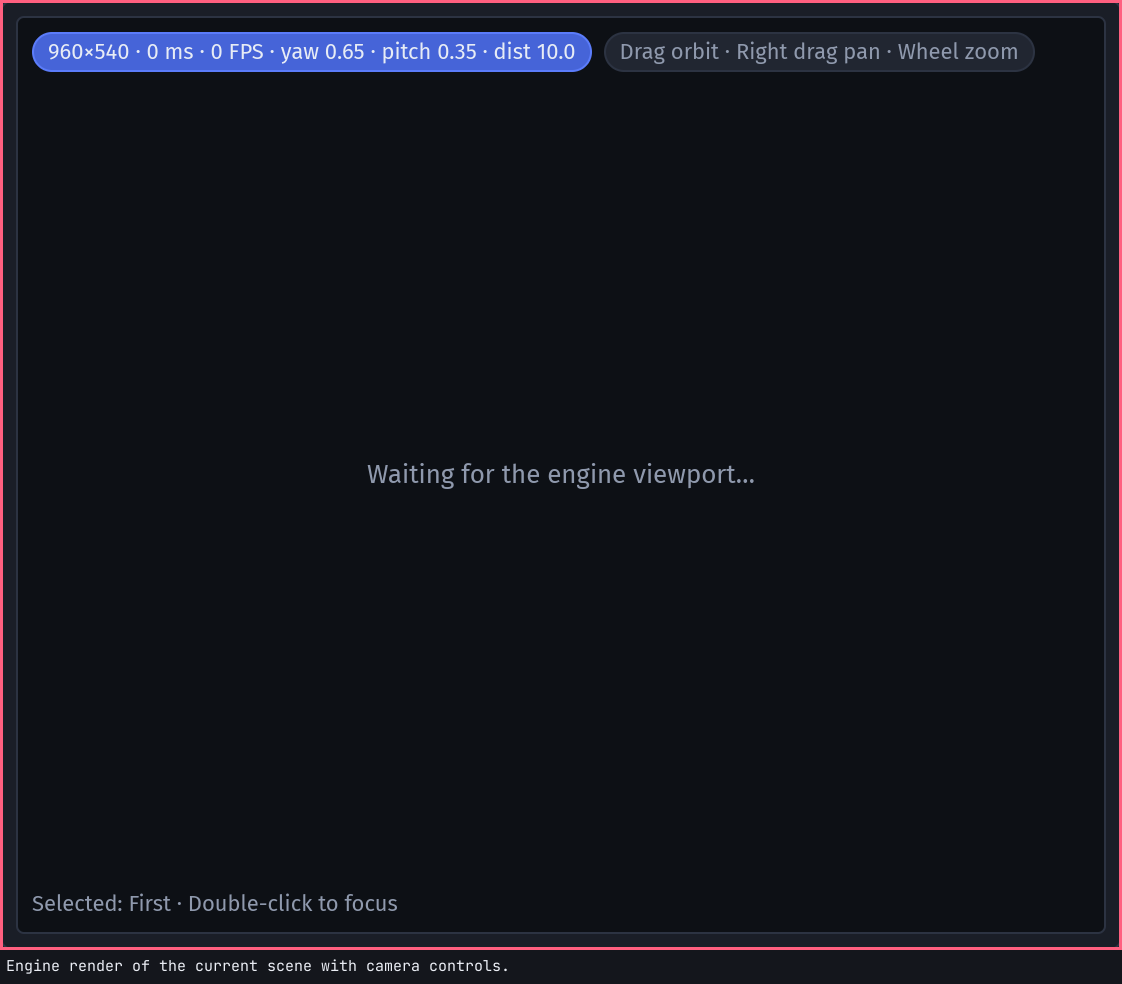 960×540 · 0 ms · 0 FPS · yaw 0.65 · pitch 0.35 · dist 10.0
Drag orbit · Right drag pan · Wheel zoom
Waiting for the engine viewport...
Selected: First · Double-click to focus
Engine render of the current scene with camera controls.